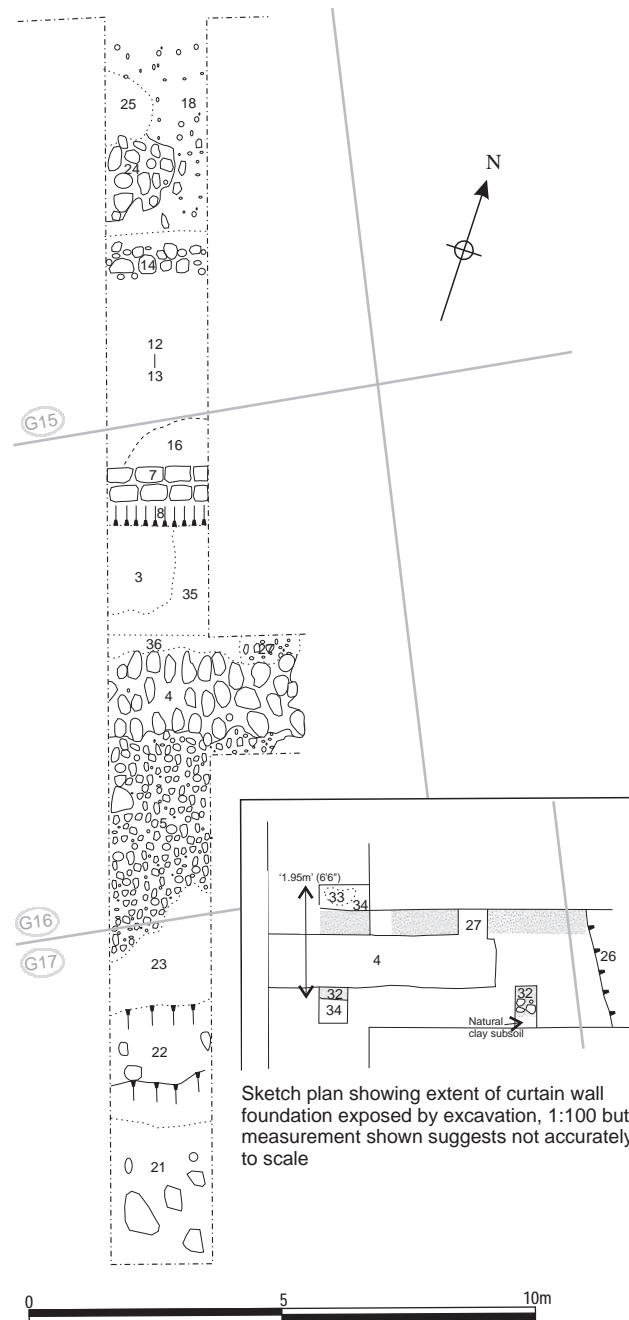 25
18
24
N
14
12
13
G15
16
7
8
3
35
36
27
4
5
'1.95m' (6'6")
33
34
27
G16
G17
4
26
23
32
32
34
Natural
clay subsoil
22
Sketch plan showing extent of curtain wall
foundation exposed by excavation, 1:100 but
measurement shown suggests not accurately
to scale
21
0
5
10m